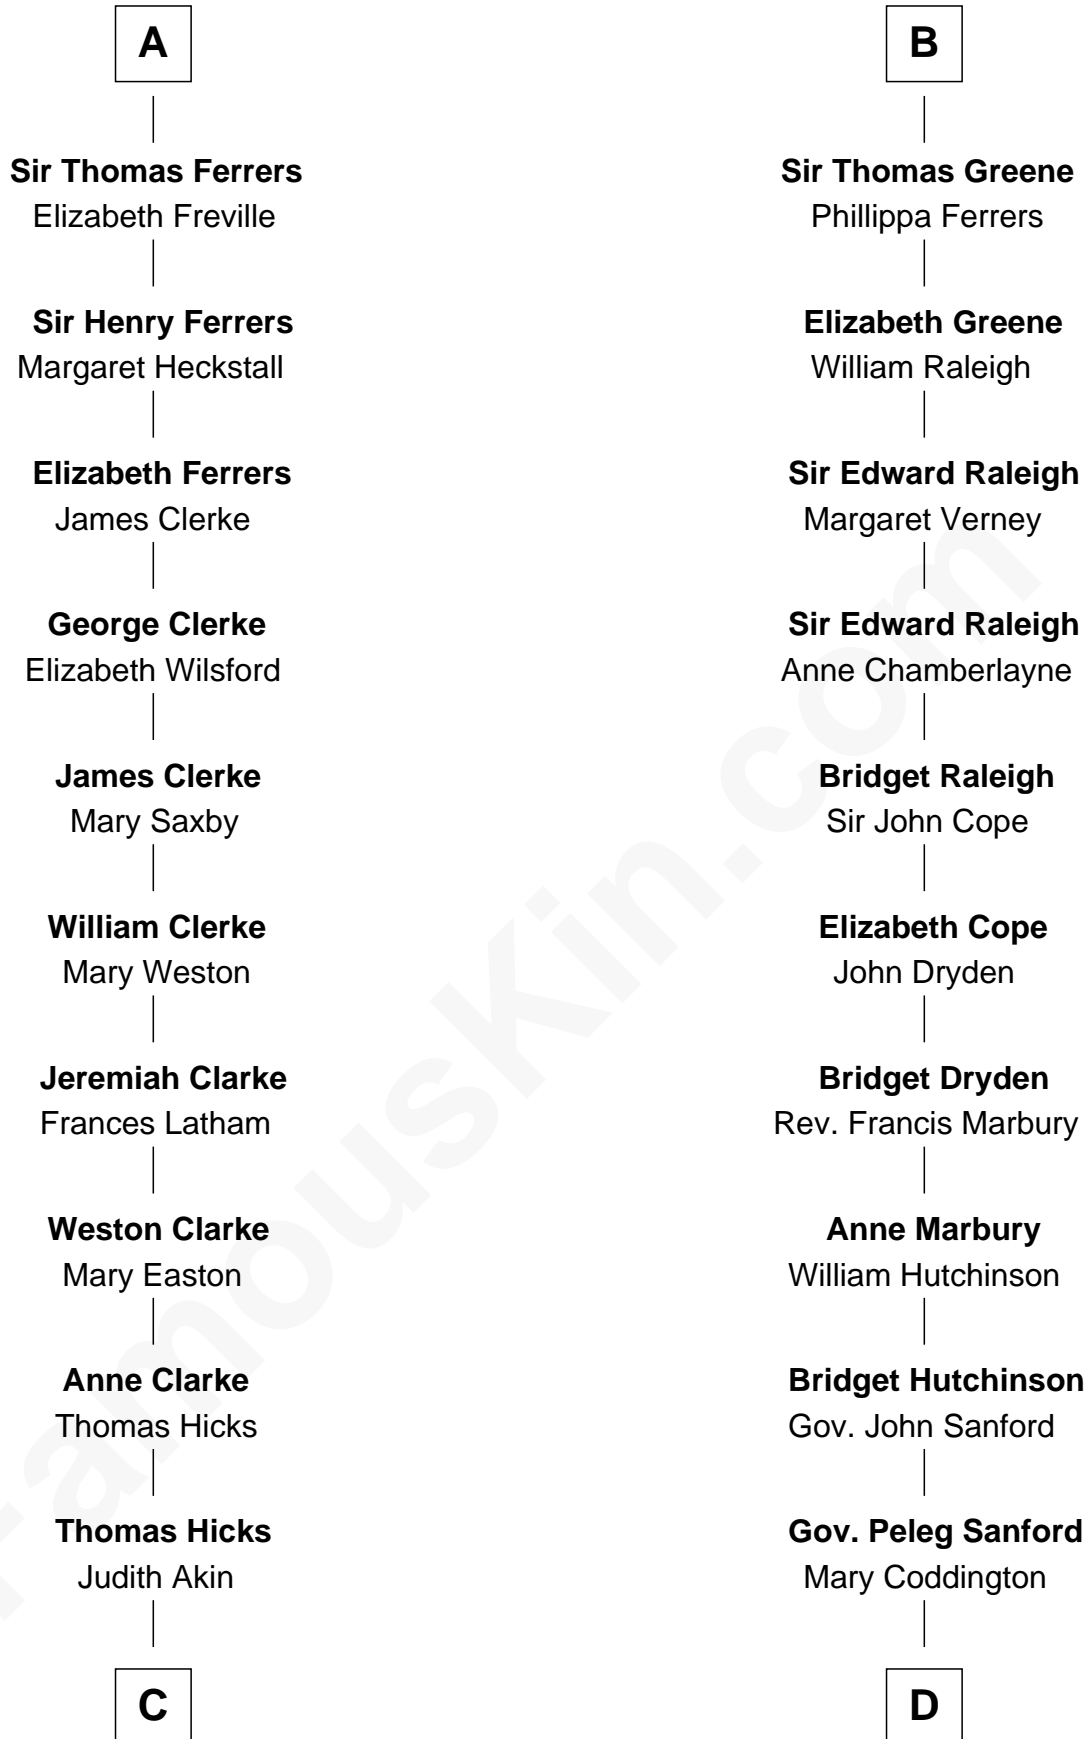 A
Sir Thomas Ferrers
Elizabeth Freville
Sir Henry Ferrers
Margaret Heckstall
Elizabeth Ferrers
James Clerke
George Clerke
Elizabeth Wilsford
James Clerke
Mary Saxby
William Clerke
Mary Weston
Jeremiah Clarke
Frances Latham
Weston Clarke
Mary Easton
Anne Clarke
Thomas Hicks
Thomas Hicks
Judith Akin
C
B
Sir Thomas Greene
Phillippa Ferrers
Elizabeth Greene
William Raleigh
Sir Edward Raleigh
Margaret Verney
Sir Edward Raleigh
Anne Chamberlayne
Bridget Raleigh
Sir John Cope
Elizabeth Cope
John Dryden
Bridget Dryden
Rev. Francis Marbury
Anne Marbury
William Hutchinson
Bridget Hutchinson
Gov. John Sanford
Gov. Peleg Sanford
Mary Coddington
D
FamousKin.com